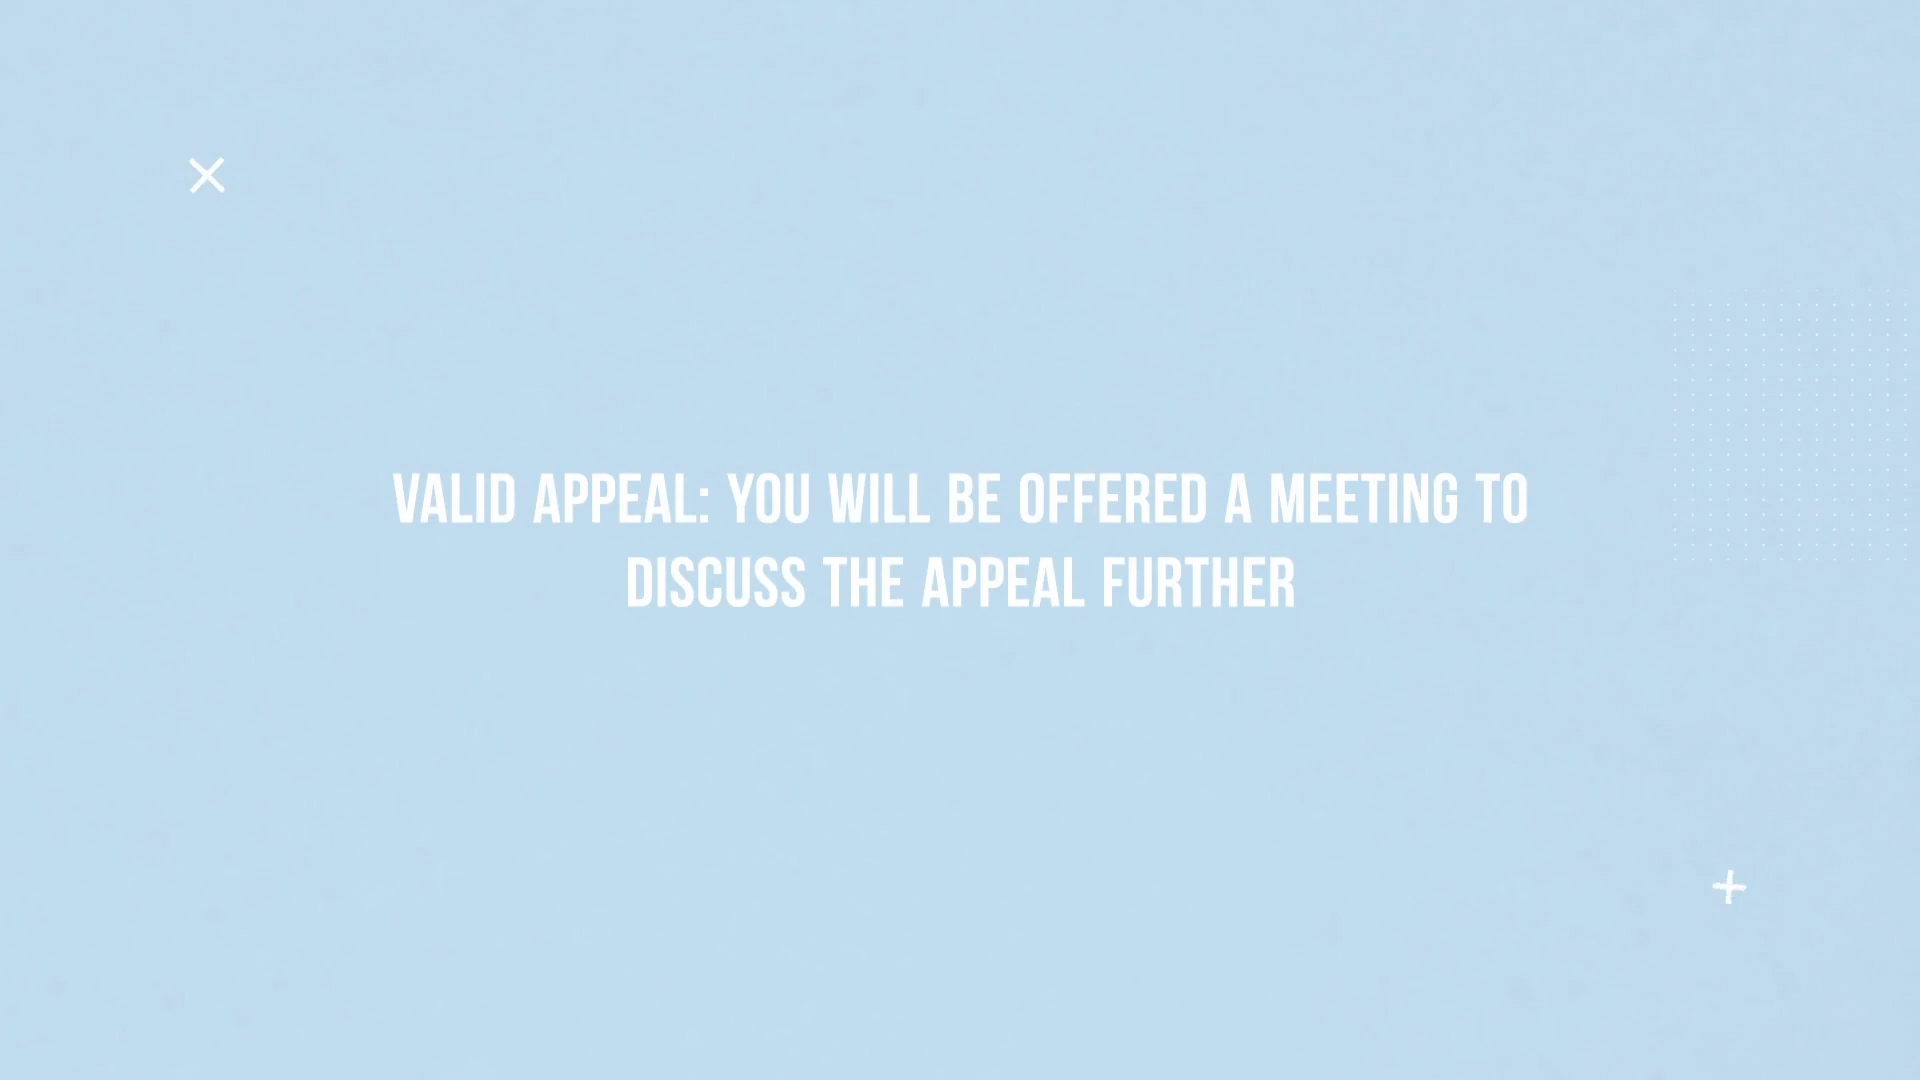 VALID APPEAL: YOU WILL BE OFFERED A MEETING TO
DISCUSS THE APPEAL FURTHER